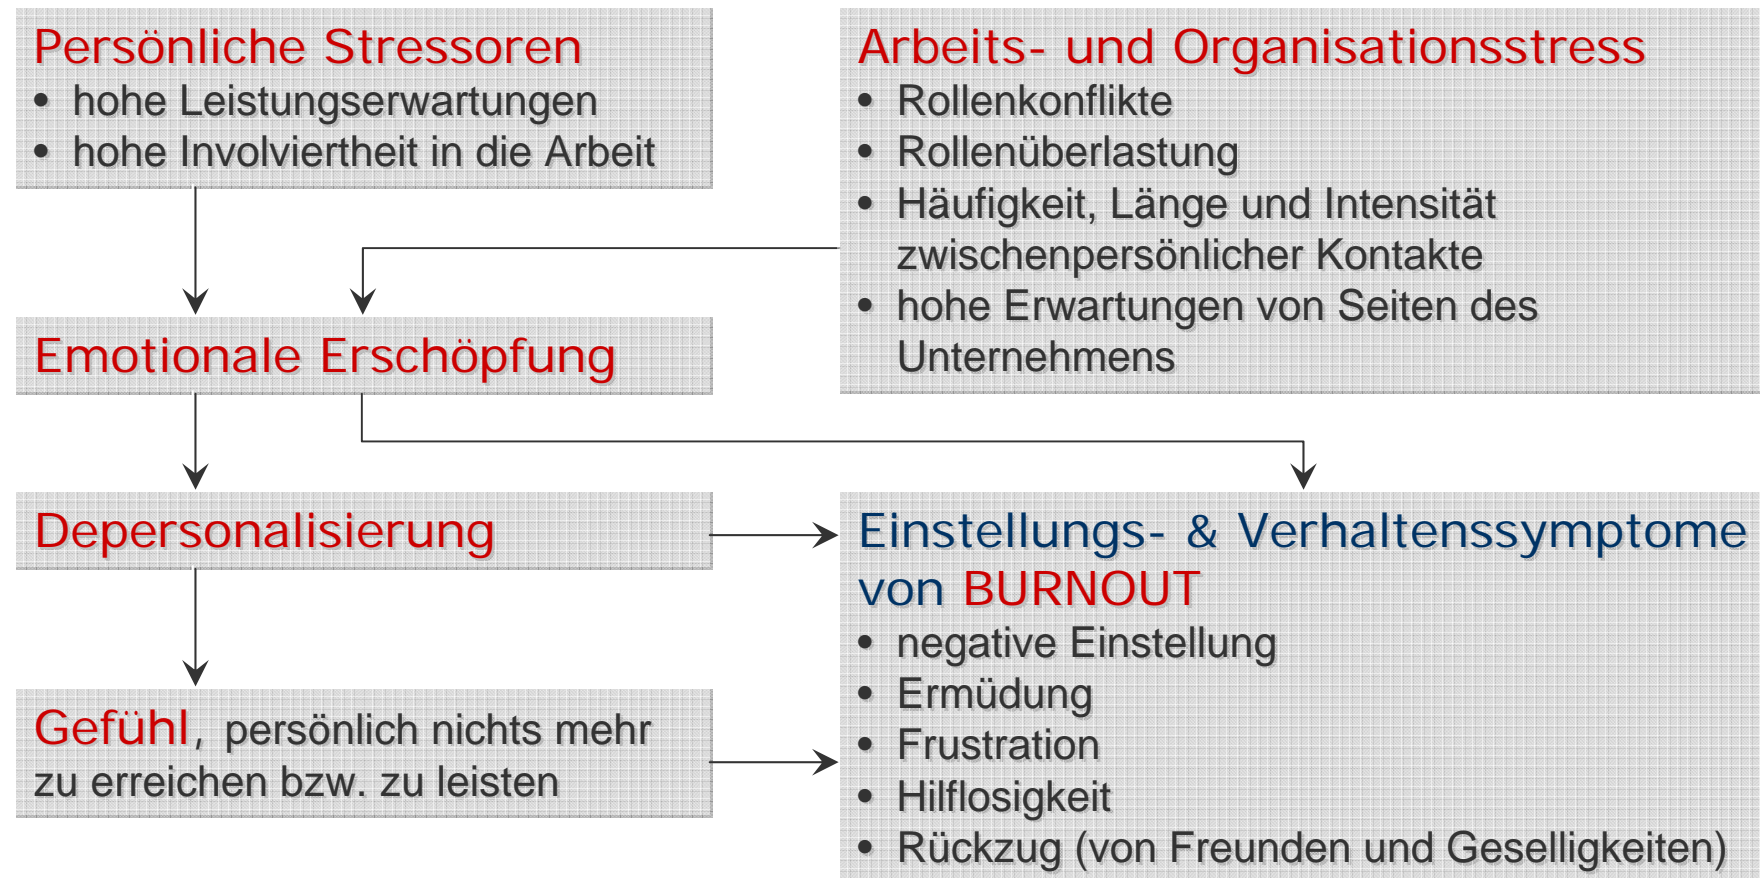 Persönliche Stressoren
• hohe Leistungserwartungen
• hohe Involviertheit in die Arbeit
Arbeits- und Organisationsstress
• Rollenkonflikte
• Rollenüberlastung
• Häufigkeit, Länge und Intensität
zwischenpersönlicher Kontakte
• hohe Erwartungen von Seiten des
Unternehmens
Emotionale Erschöpfung
Depersonalisierung
Gefühl, persönlich nichts mehr
zu erreichen bzw. zu leisten
Einstellungs- & Verhaltenssymptome
von BURNOUT
• negative Einstellung
• Ermüdung
• Frustration
• Hilflosigkeit
• Rückzug (von Freunden und Geselligkeiten)